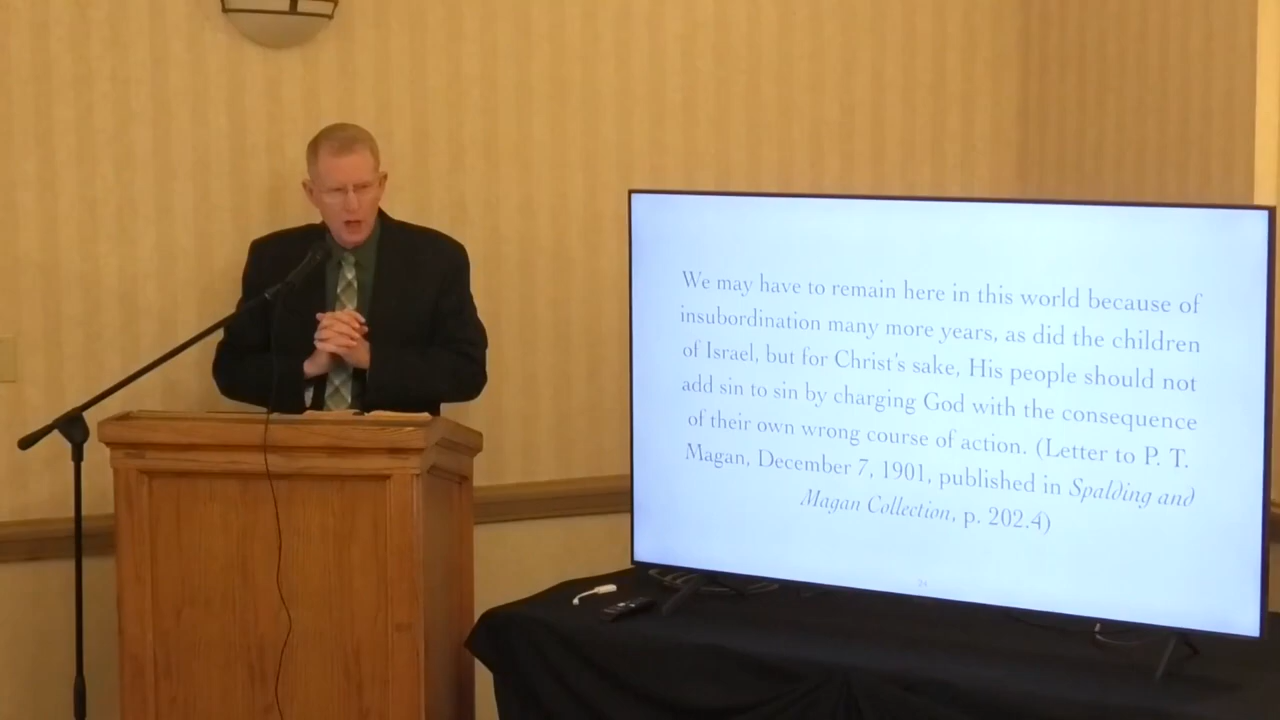 We may have to remain here in this world because of
insubordination many more years, as did the children
of Israel, but for Christ's sake, His people should not
add sin to sin by charging God with the consequence
of their own wrong course of action. (Letter to P. T.
Magan, December 7, 1901, published in Spalding and
Magan Collection, p. 202.4)
24